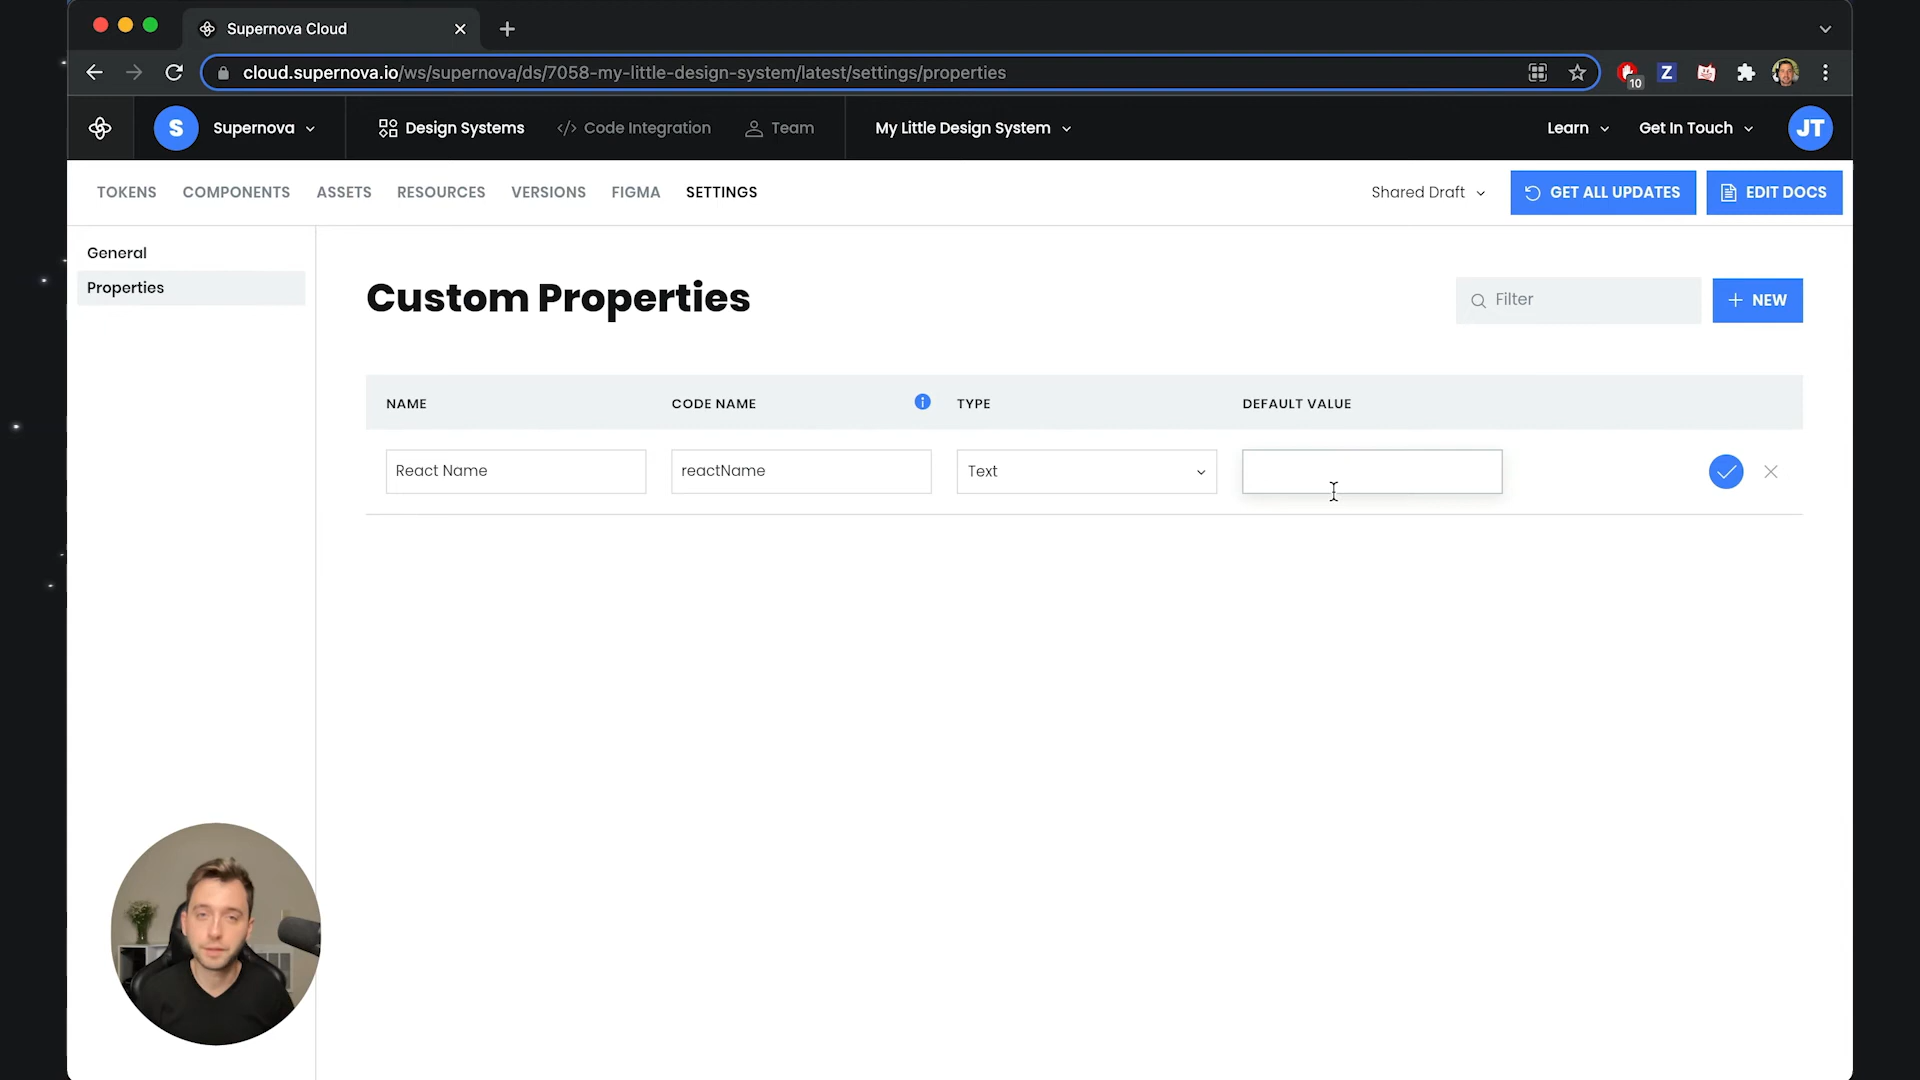 Supernova Cloud
cloud.supernova.io/ws/supernova/ds/7058-my-little-design-system/latest/settings/properties
10
Z
S
Supernova
Design Systems
</> Code Integration
Team
My Little Design System
Learn
Get In Touch
JT
TOKENS
COMPONENTS
ASSETS
RESOURCES
VERSIONS
FIGMA
SETTINGS
Shared Draft
GET ALL UPDATES
EDIT DOCS
General
Properties
Custom Properties
Filter
+ NEW
NAME
CODE NAME
i
TYPE
DEFAULT VALUE
React Name
reactName
Text